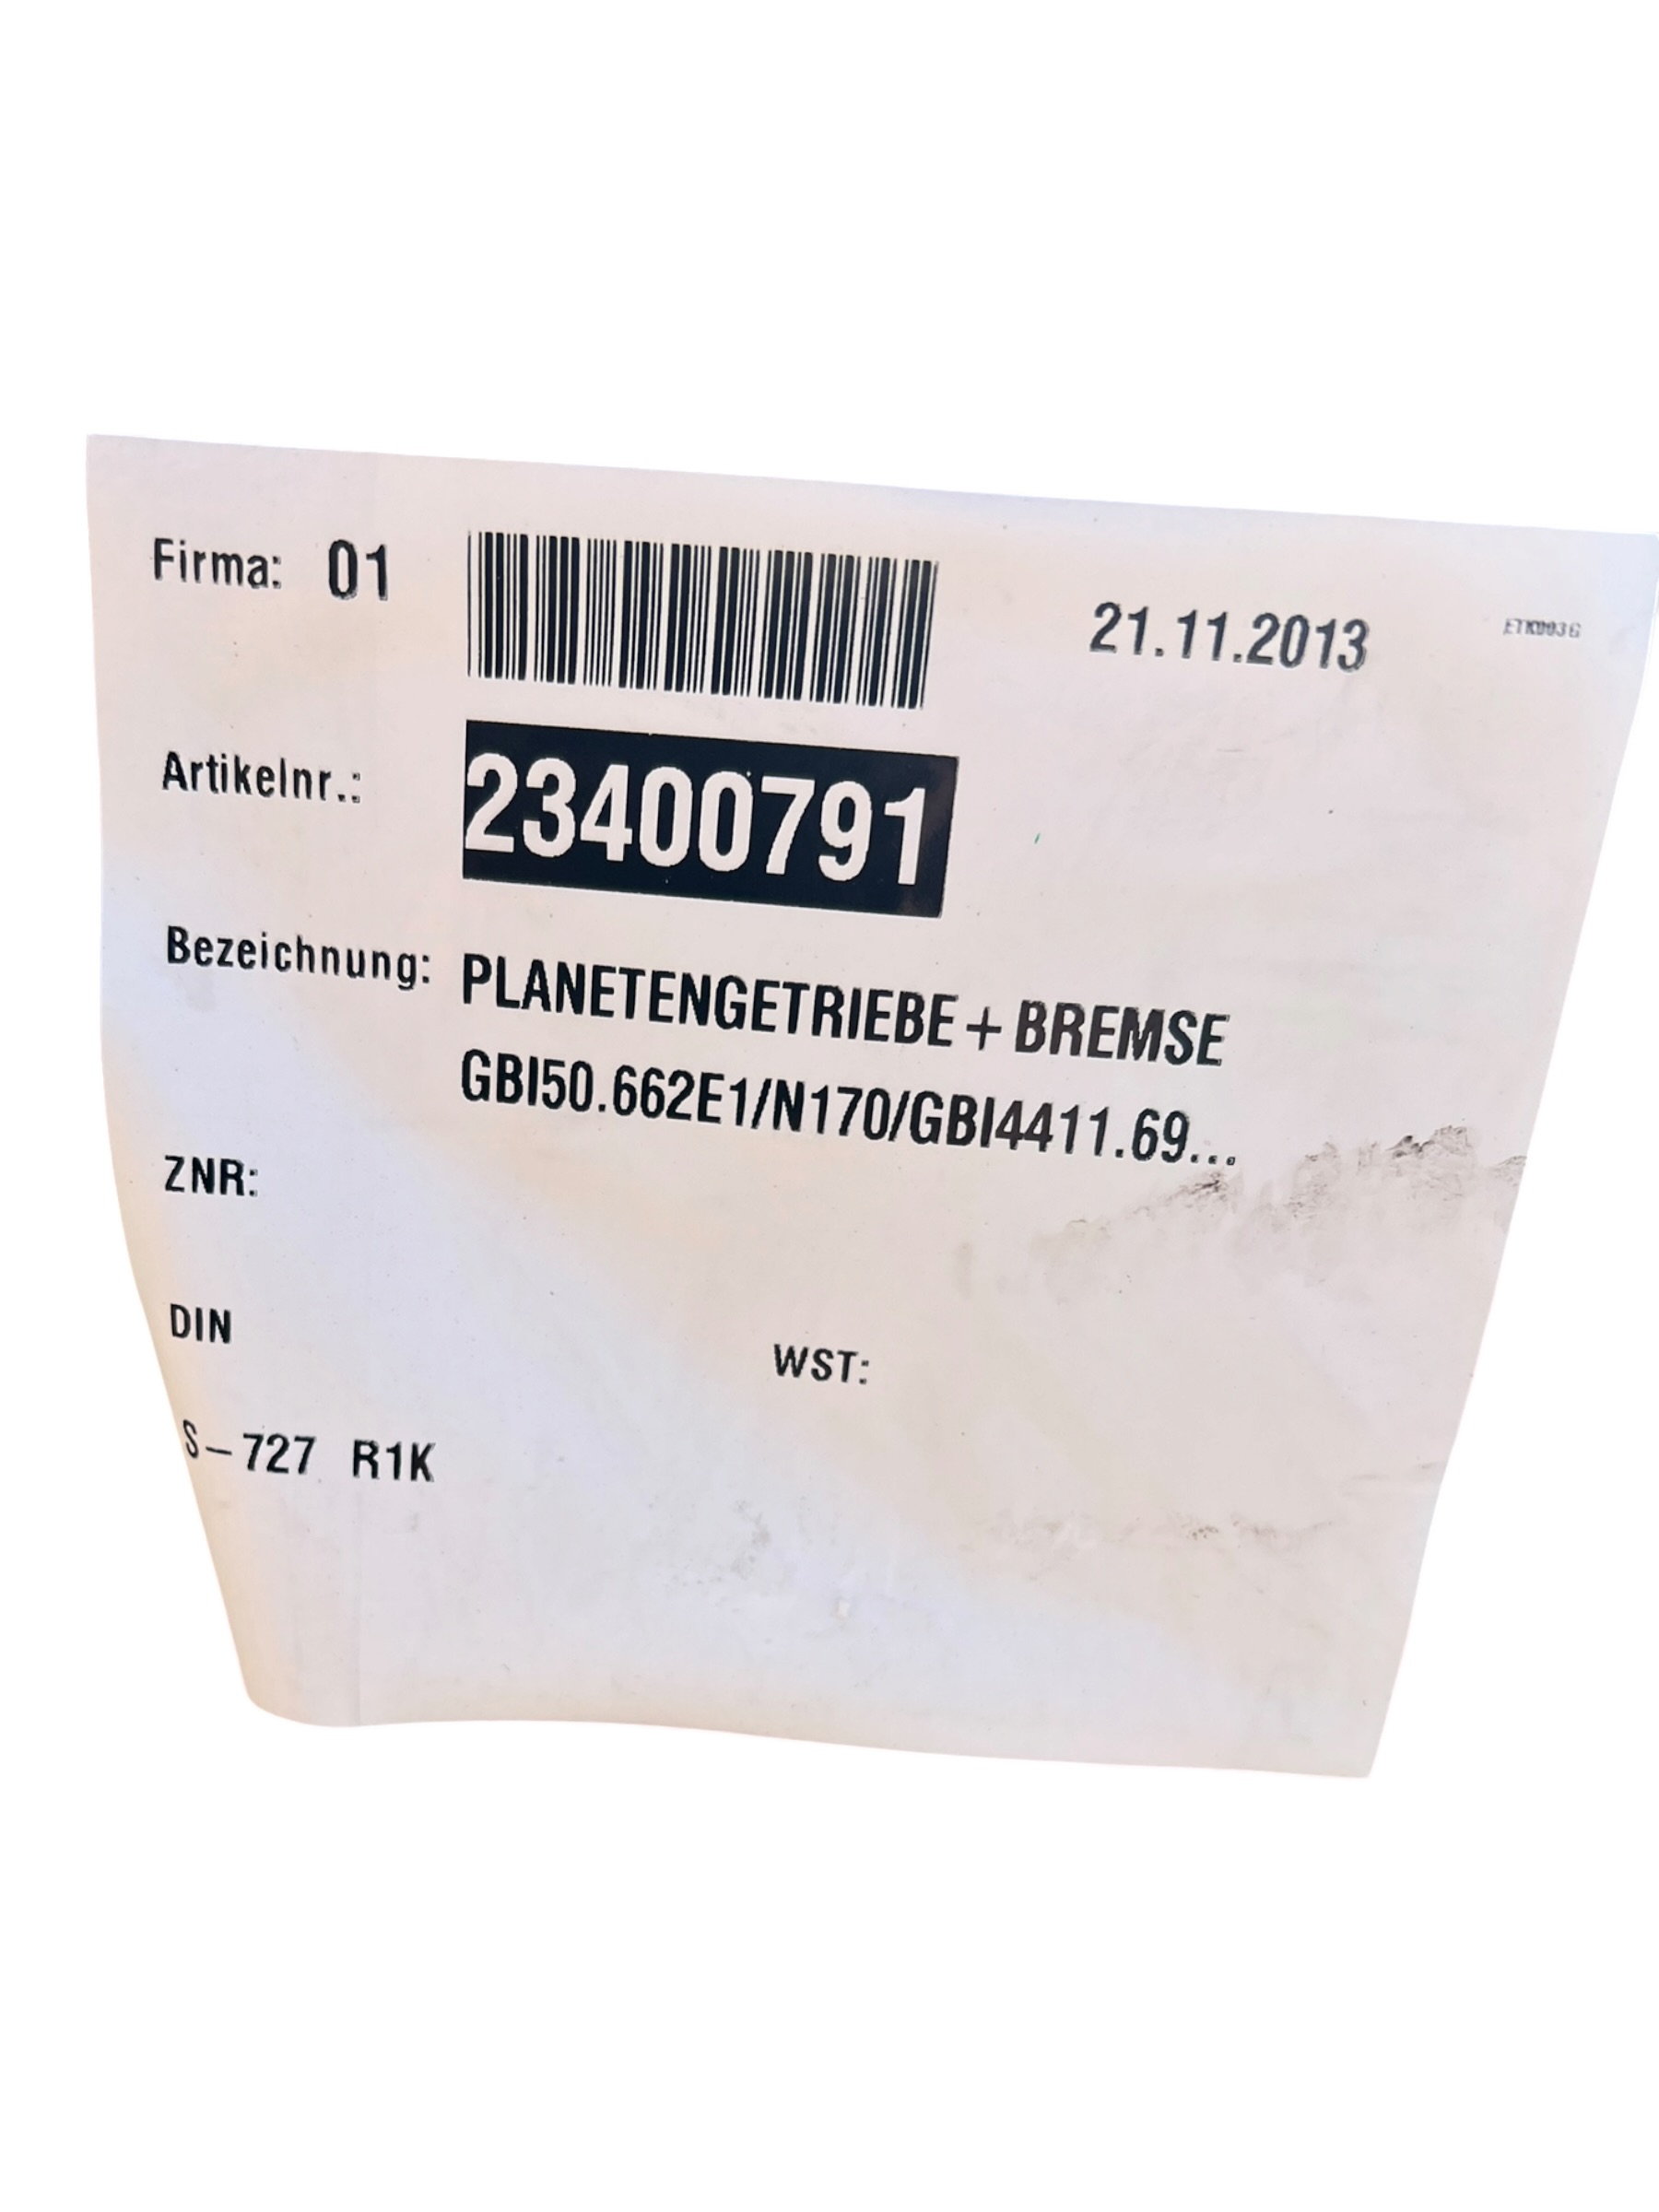 Firma: 01
21.11.2013
Artikelnr.: 23400791
Bezeichnung: PLANETENGETRIEBE + BREMSE
GBI50.662E1/N170/GBI4411.69...
ZNR:
DIN
WST:
S-727 R1K